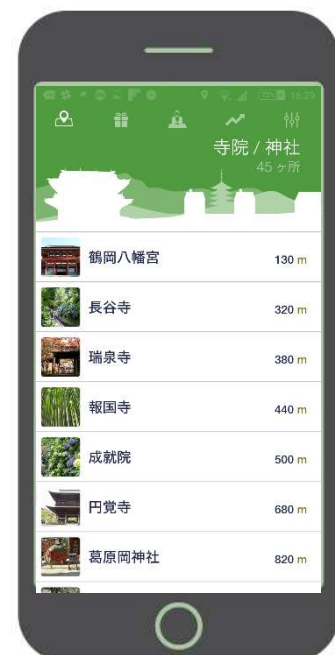 15:29
寺院 / 神社
45 ヶ所
鶴岡八幡宮 130 m
長谷寺 320 m
瑞泉寺 380 m
報国寺 440 m
成就院 500 m
円覚寺 680 m
葛原岡神社 820 m